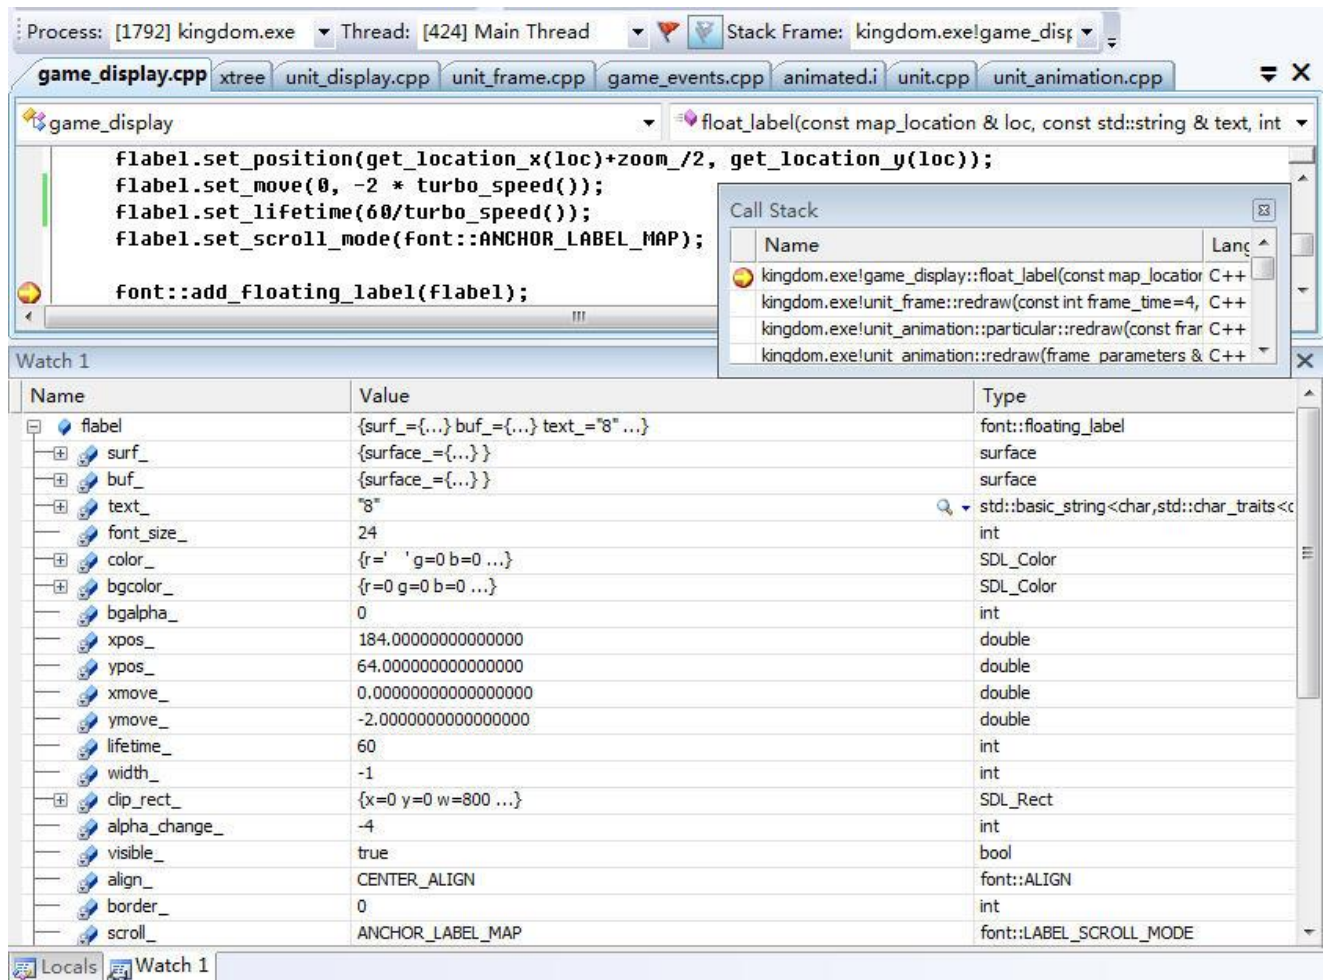 Process: [1792] kingdom.exe Thread: [424] Main Thread Stack Frame: kingdom.exe!game_disp
game_display.cpp xtree unit_display.cpp unit_frame.cpp game_events.cpp animated.i unit.cpp unit_animation.cpp
game_display float_label(const map_location & loc, const std::string & text, int
flabel.set_position(get_location_x(loc)+zoom_/2, get_location_y(loc));
flabel.set_move(0, -2 * turbo_speed());
flabel.set_lifetime(60/turbo_speed());
flabel.set_scroll_mode(font::ANCHOR_LABEL_MAP);
font::add_floating_label(flabel);
Call Stack
Name Lang
kingdom.exe!game_display::float_label(const map_location C++
kingdom.exe!unit_frame::redraw(const int frame_time=4, C++
kingdom.exe!unit_animation::particular::redraw(const fram C++
kingdom.exe!unit_animation::redraw(frame_parameters & C++
Watch 1
Name Value Type
flabel {surf_={...} buf_={...} text_="8" ...} font::floating_label
surf_ {surface_={...} } surface
buf_ {surface_={...} } surface
text_ "8" std::basic_string<char,std::char_traits<c
font_size_ 24 int
color_ {r=' ' g=0 b=0 ...} SDL_Color
bgcolor_ {r=0 g=0 b=0 ...} SDL_Color
bgalpha_ 0 int
xpos_ 184.00000000000000 double
ypos_ 64.000000000000000 double
xmove_ 0.00000000000000000 double
ymove_ -2.0000000000000000 double
lifetime_ 60 int
width_ -1 int
clip_rect_ {x=0 y=0 w=800 ...} SDL_Rect
alpha_change_ -4 int
visible_ true bool
align_ CENTER_ALIGN font::ALIGN
border_ 0 int
scroll_ ANCHOR_LABEL_MAP font::LABEL_SCROLL_MODE
Locals Watch 1